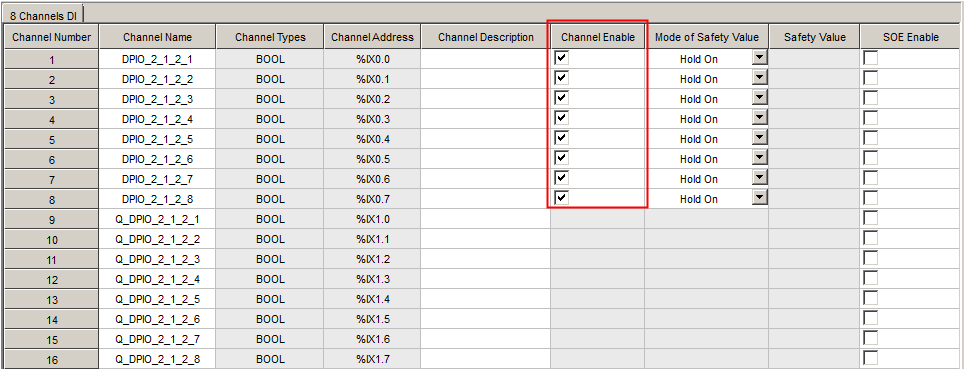 8 Channels DI
Channel Number Channel Name Channel Types Channel Address Channel Description Channel Enable Mode of Safety Value Safety Value SOE Enable
1 DPIO_2_1_2_1 BOOL %IX0.0 Hold On
2 DPIO_2_1_2_2 BOOL %IX0.1 Hold On
3 DPIO_2_1_2_3 BOOL %IX0.2 Hold On
4 DPIO_2_1_2_4 BOOL %IX0.3 Hold On
5 DPIO_2_1_2_5 BOOL %IX0.4 Hold On
6 DPIO_2_1_2_6 BOOL %IX0.5 Hold On
7 DPIO_2_1_2_7 BOOL %IX0.6 Hold On
8 DPIO_2_1_2_8 BOOL %IX0.7 Hold On
9 Q_DPIO_2_1_2_1 BOOL %IX1.0
10 Q_DPIO_2_1_2_2 BOOL %IX1.1
11 Q_DPIO_2_1_2_3 BOOL %IX1.2
12 Q_DPIO_2_1_2_4 BOOL %IX1.3
13 Q_DPIO_2_1_2_5 BOOL %IX1.4
14 Q_DPIO_2_1_2_6 BOOL %IX1.5
15 Q_DPIO_2_1_2_7 BOOL %IX1.6
16 Q_DPIO_2_1_2_8 BOOL %IX1.7